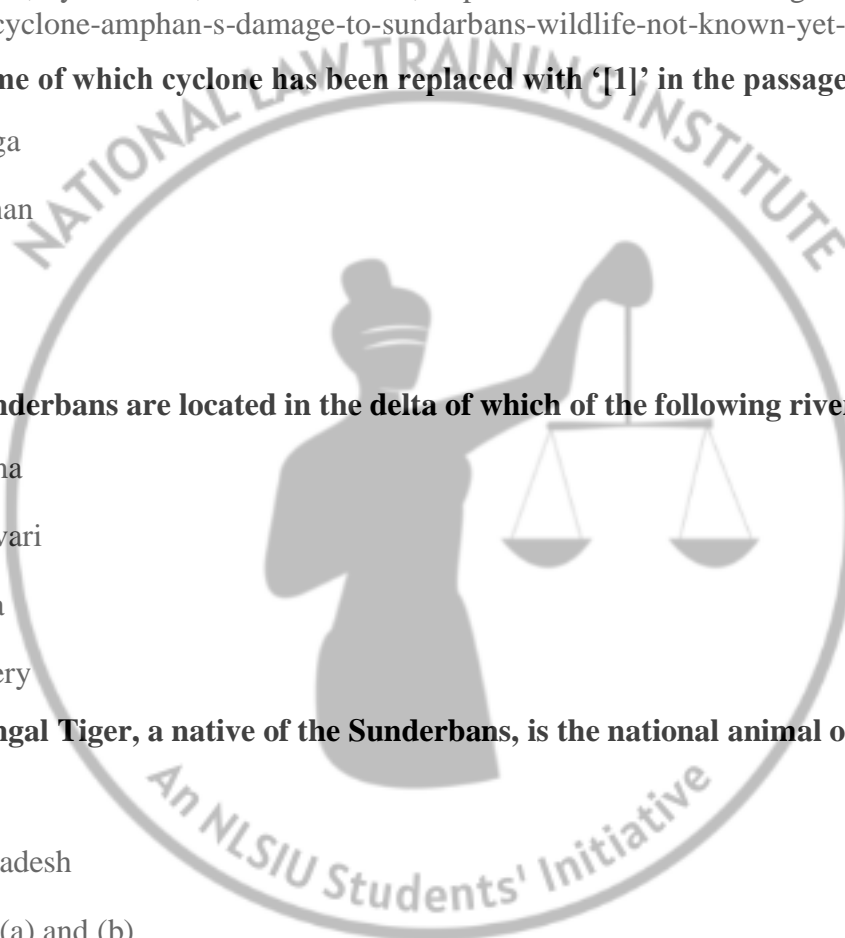 cyclone-amphan-s-damage-to-sundarbans-wildlife-not-known-yet-
me of which cyclone has been replaced with ‘[1]’ in the passage
ga
han
nderbans are located in the delta of which of the following river
na
vari
a
ery
ngal Tiger, a native of the Sunderbans, is the national animal o
adesh
(a) and (b)
NATIONAL LAW TRAINING INSTITUTE
An NLSIU Students' Initiative